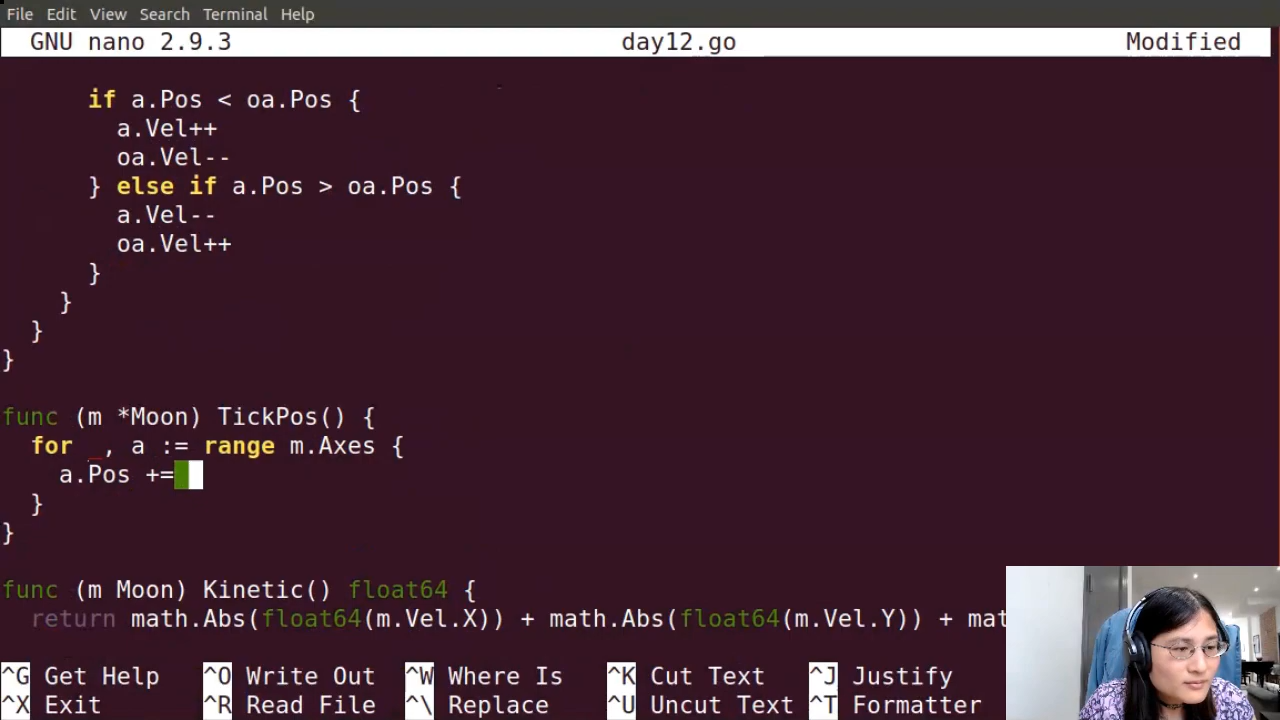 File Edit View Search Terminal Help
GNU nano 2.9.3 day12.go Modified
if a.Pos < oa.Pos {
a.Vel++
oa.Vel--
} else if a.Pos > oa.Pos {
a.Vel--
oa.Vel++
}
}
}
}
func (m *Moon) TickPos() {
for _, a := range m.Axes {
a.Pos +=
}
}
func (m Moon) Kinetic() float64 {
return math.Abs(float64(m.Vel.X)) + math.Abs(float64(m.Vel.Y)) + mat
^G Get Help ^O Write Out ^W Where Is ^K Cut Text ^J Justify
^X Exit ^R Read File ^\ Replace ^U Uncut Text ^T Formatter